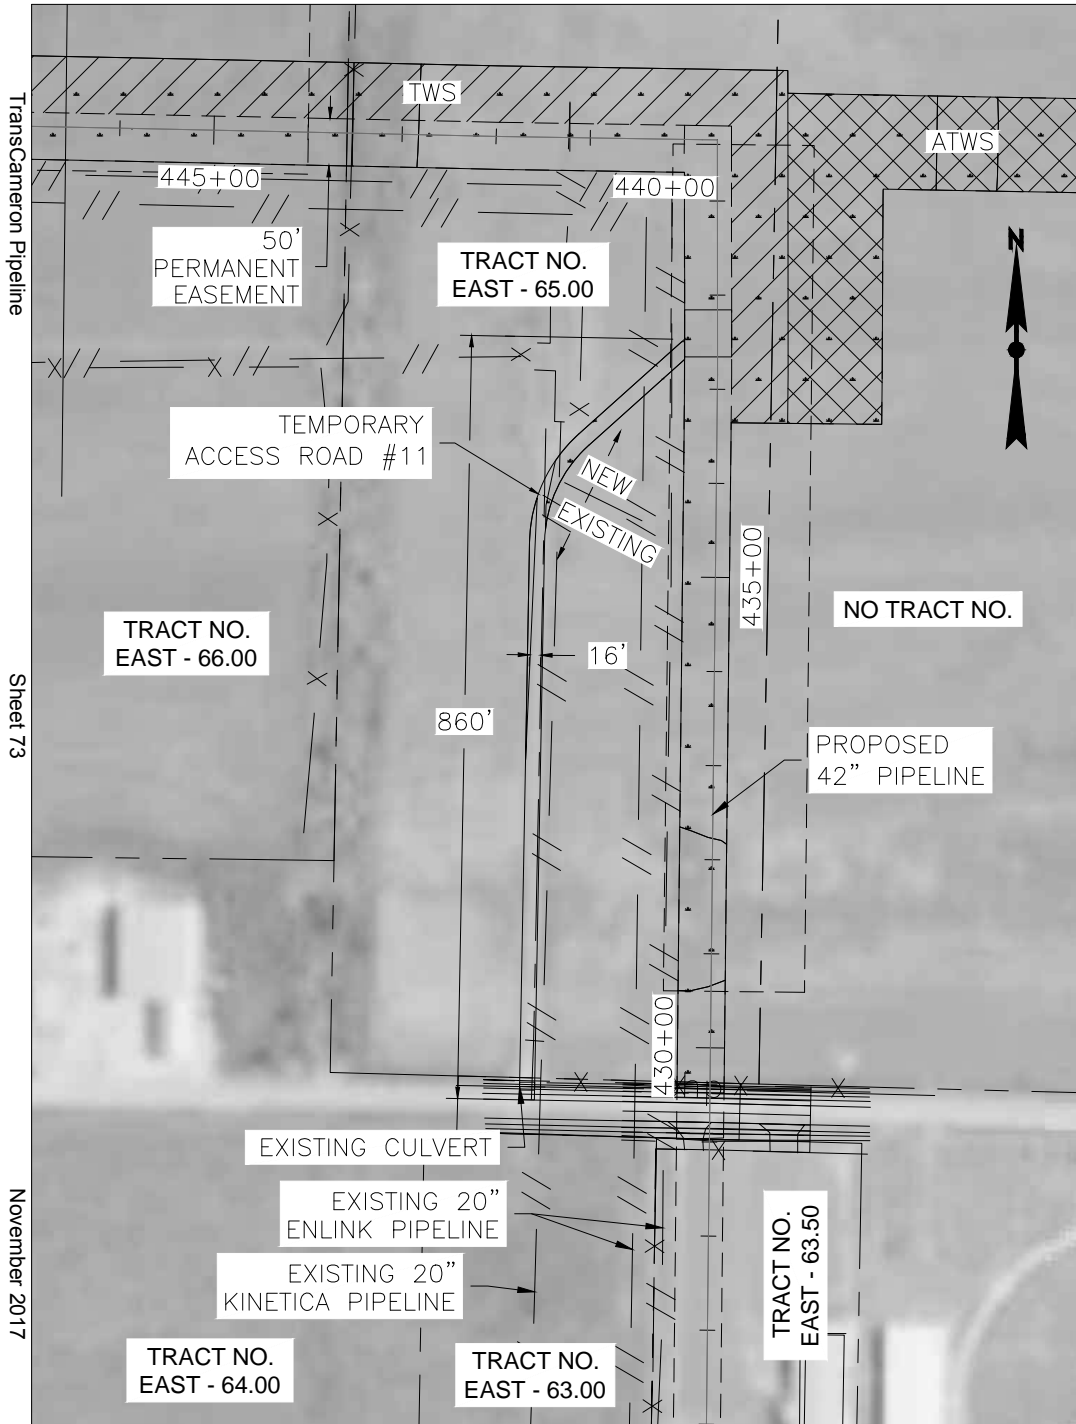 TWS
ATWS
445+00
440+00
50'
PERMANENT
EASEMENT
TRACT NO.
EAST - 65.00
N
TEMPORARY
ACCESS ROAD #11
NEW
EXISTING
435+00
NO TRACT NO.
TRACT NO.
EAST - 66.00
16'
860'
PROPOSED
42" PIPELINE
430+00
EXISTING CULVERT
EXISTING 20"
ENLINK PIPELINE
EXISTING 20"
KINETICA PIPELINE
TRACT NO.
EAST - 63.50
TRACT NO.
EAST - 64.00
TRACT NO.
EAST - 63.00
TransCameron Pipeline
Sheet 73
November 2017